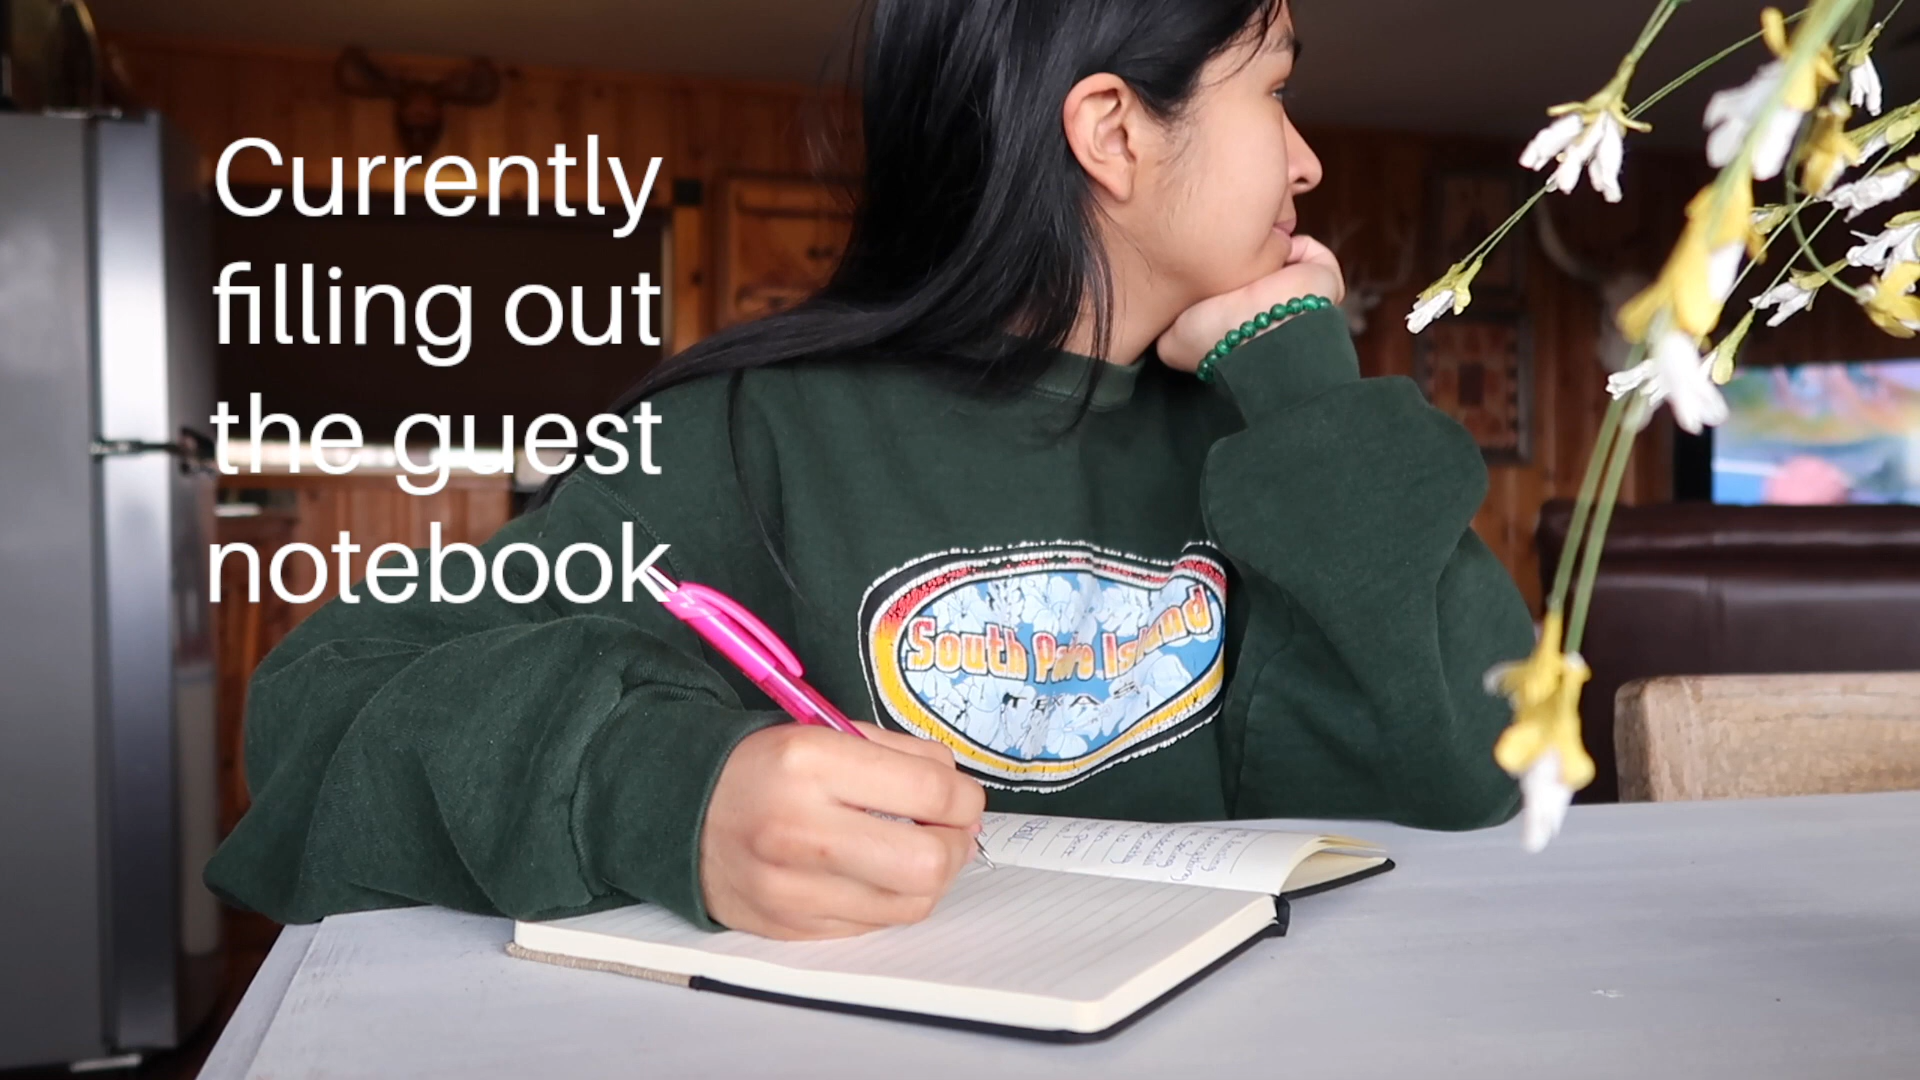 Currently
filling out
the guest
notebook
South Padre Island
TEXAS